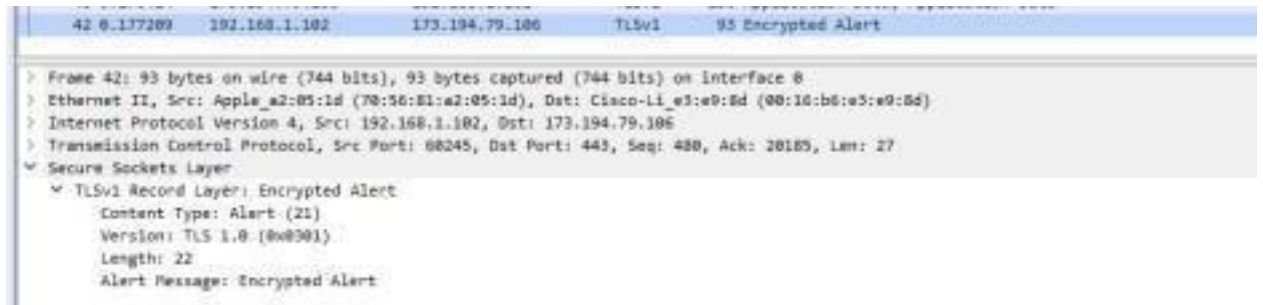 42 0.177209 192.168.1.102 173.194.79.106 TLSv1 93 Encrypted Alert
Frame 42: 93 bytes on wire (744 bits), 93 bytes captured (744 bits) on interface 0
Ethernet II, Src: Apple_a2:05:1d (70:56:81:a2:05:1d), Dst: Cisco-Li_e3:e9:8d (00:16:b6:e3:e9:8d)
Internet Protocol Version 4, Src: 192.168.1.102, Dst: 173.194.79.106
Transmission Control Protocol, Src Port: 60245, Dst Port: 443, Seq: 480, Ack: 20185, Len: 27
Secure Sockets Layer
TLSv1 Record Layer: Encrypted Alert
Content Type: Alert (21)
Version: TLS 1.0 (0x0301)
Length: 22
Alert Message: Encrypted Alert